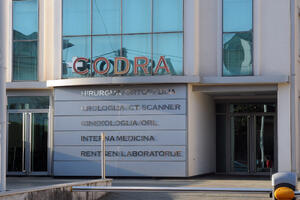 CODRA
HIRURGIJA, ORTOPEDIJA
UROLOGIJA, CT SCANNER
GINEKOLOGIJA, ORL
INTERNA MEDICINA
RENTGEN, LABORATORIJE